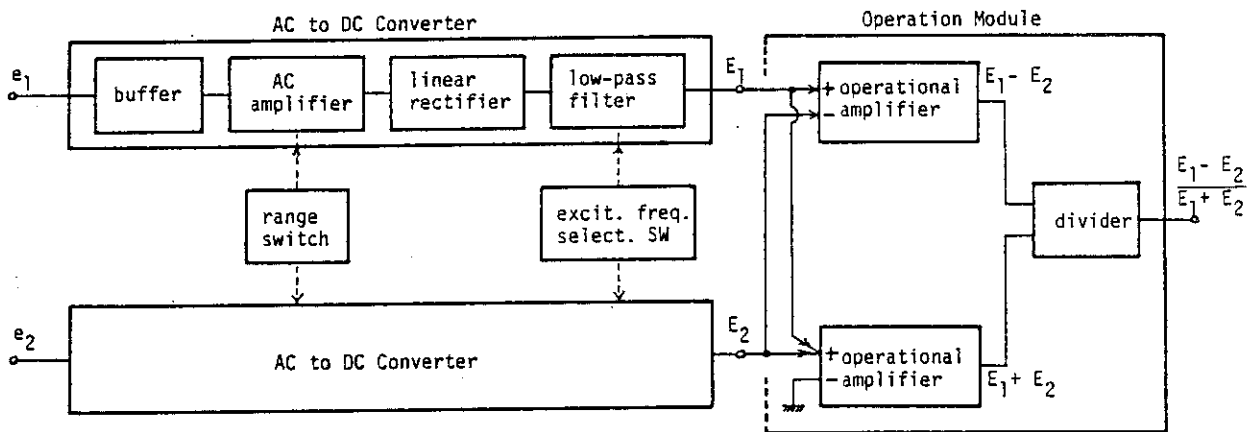 AC to DC Converter
Operation Module
e1
buffer
AC
amplifier
linear
rectifier
low-pass
filter
E1
+ operational
- amplifier
E1 - E2
range
switch
excit. freq.
select. SW
divider
E1 - E2
E1 + E2
e2
AC to DC Converter
E2
+ operational
- amplifier
E1 + E2